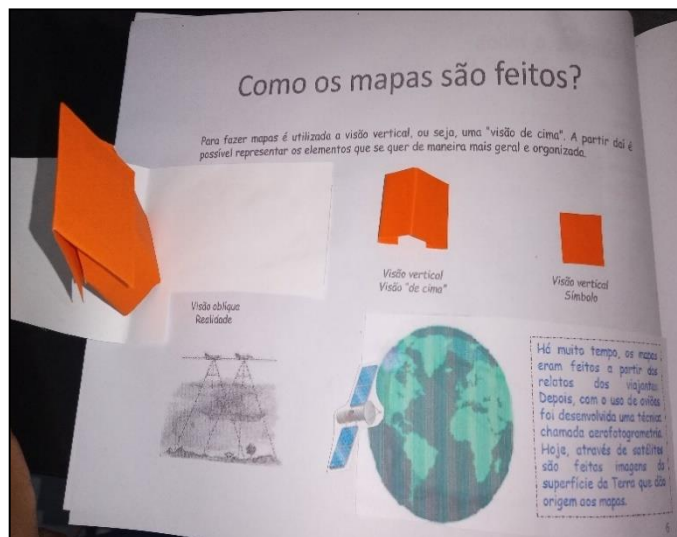 Como os mapas são feitos?
Para fazer mapas é utilizada a visão vertical, ou seja, uma "visão de cima". A partir daí é
possível representar os elementos que se quer de maneira mais geral e organizada.
Visão vertical
Visão "de cima"
Visão vertical
Símbolo
Visão oblíqua
Realidade
Há muito tempo, os mapas
eram feitos a partir dos
relatos dos viajantes.
Depois, com o uso de aviões
foi desenvolvida uma técnica
chamada aerofotogrametria.
Hoje, através de satélites
são feitas imagens da
superfície da Terra que dão
origem aos mapas.
6